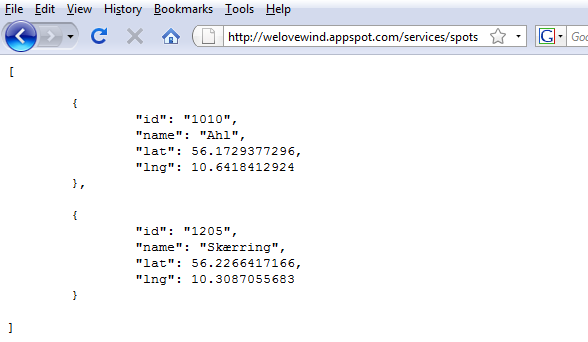 File Edit View History Bookmarks Tools Help
http://welovewind.appspot.com/services/spots G Goo
[
{
"id": "1010",
"name": "Ahl",
"lat": 56.1729377296,
"lng": 10.6418412924
},
{
"id": "1205",
"name": "Skærring",
"lat": 56.2266417166,
"lng": 10.3087055683
}
]